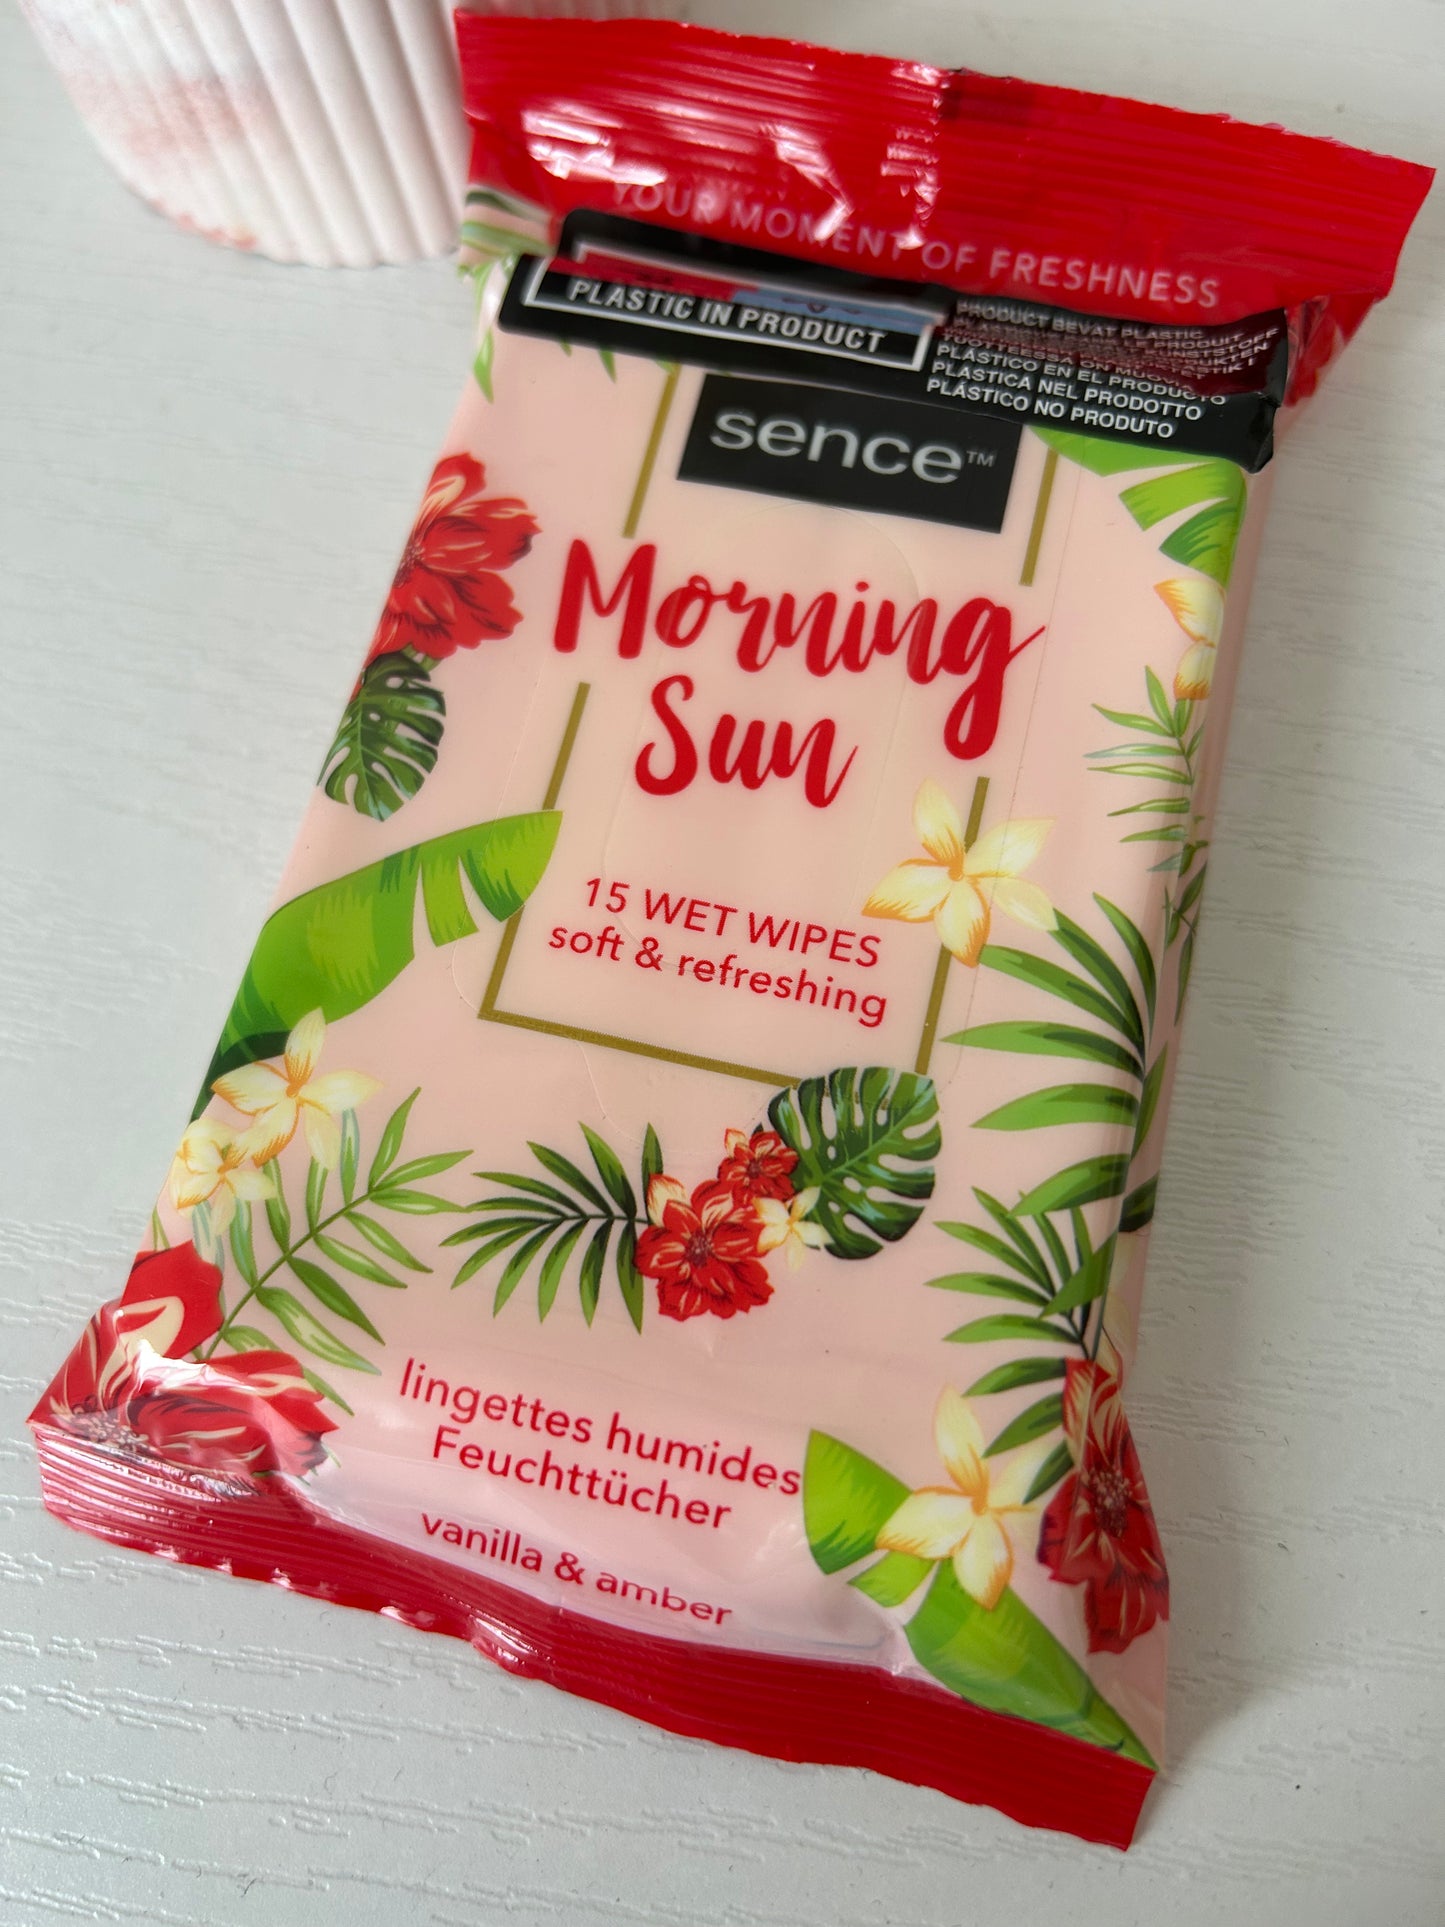 YOUR MOMENT OF FRESHNESS
PLASTIC IN PRODUCT
PRODUCT BEVAT PLASTIC
PLÁSTICO EN EL PRODUCTO
PLASTICA NEL PRODOTTO
PLÁSTICO NO PRODUTO
sence™
Morning
Sun
15 WET WIPES
soft & refreshing
lingettes humides
Feuchttücher
vanilla & amber